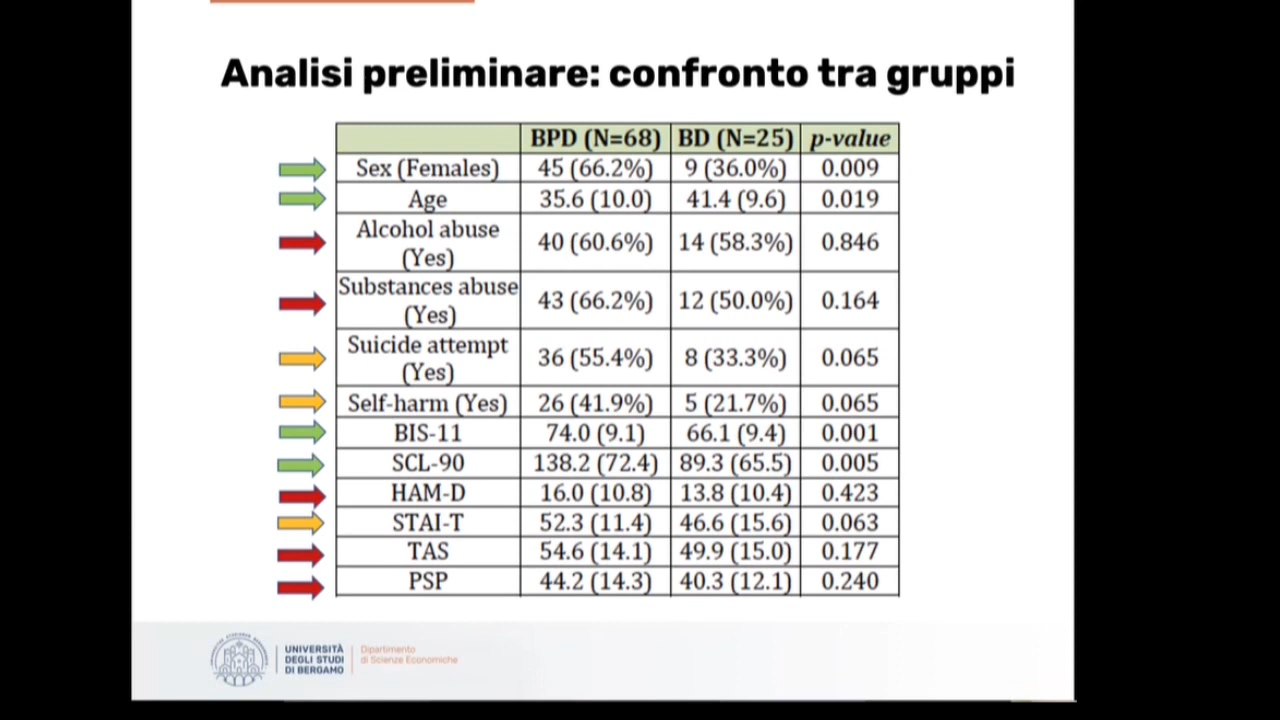 Analisi preliminare: confronto tra gruppi
BPD (N=68) BD (N=25) p-value
Sex (Females) 45 (66.2%) 9 (36.0%) 0.009
Age 35.6 (10.0) 41.4 (9.6) 0.019
Alcohol abuse
(Yes) 40 (60.6%) 14 (58.3%) 0.846
Substances abuse
(Yes) 43 (66.2%) 12 (50.0%) 0.164
Suicide attempt
(Yes) 36 (55.4%) 8 (33.3%) 0.065
Self-harm (Yes) 26 (41.9%) 5 (21.7%) 0.065
BIS-11 74.0 (9.1) 66.1 (9.4) 0.001
SCL-90 138.2 (72.4) 89.3 (65.5) 0.005
HAM-D 16.0 (10.8) 13.8 (10.4) 0.423
STAI-T 52.3 (11.4) 46.6 (15.6) 0.063
TAS 54.6 (14.1) 49.9 (15.0) 0.177
PSP 44.2 (14.3) 40.3 (12.1) 0.240
UNIVERSITÀ
DEGLI STUDI
DI BERGAMO
Dipartimento
di Scienze Economiche